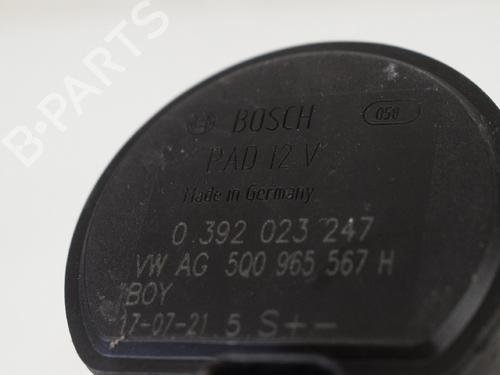 B-PARTS
BOSCH
058
PAD 12 V
Made in Germany
0 392 023 247
VW AG 5Q0 965 567 H
BOY
17-07-21 5 S+-